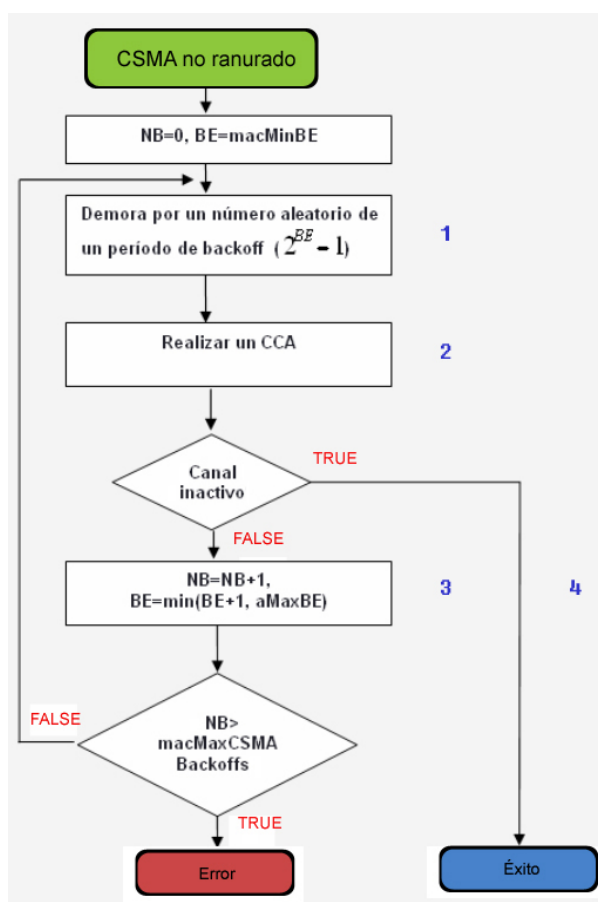 CSMA no ranurado
NB=0, BE=macMinBE
Demora por un número aleatorio de
un período de backoff (2^BE - 1)
1
Realizar un CCA
2
Canal
inactivo
TRUE
FALSE
NB=NB+1,
BE=min(BE+1, aMaxBE)
3
4
FALSE
NB>
macMaxCSMA
Backoffs
TRUE
Error
Éxito